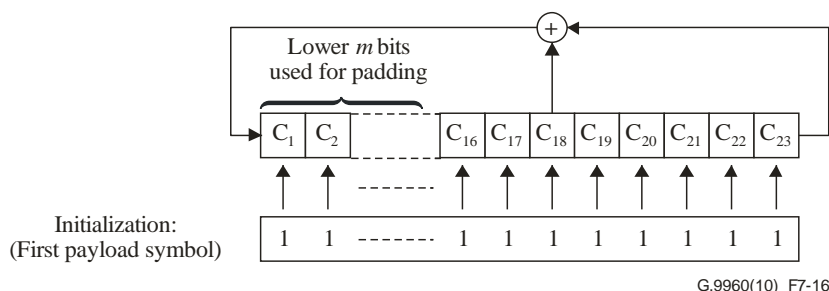 +
Lower m bits
used for padding
C₁ C₂ C₁₆ C₁₇ C₁₈ C₁₉ C₂₀ C₂₁ C₂₂ C₂₃
Initialization:
(First payload symbol)
1 1 1 1 1 1 1 1 1 1
G.9960(10)_F7-16